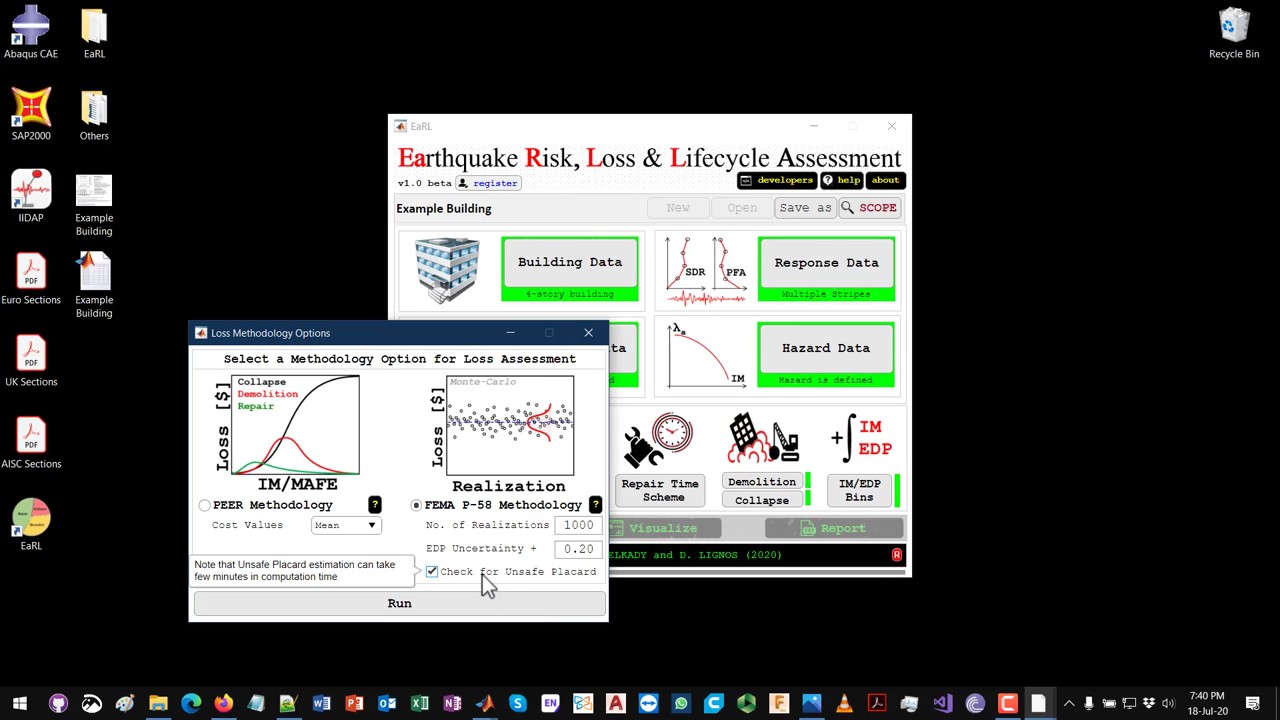 Abaqus CAE
EaRL
Recycle Bin
SAP2000
Others
IIDAP
Example
Building
Euro Sections
Example
Building
UK Sections
AISC Sections
EaRL
EaRL
Earthquake Risk, Loss & Lifecycle Assessment
v1.0 beta
register
developers
help
about
Example Building
New
Open
Save as
SCOPE
Building Data
4-story building
SDR
PFA
Response Data
Multiple Stripes
λa
IM
Hazard Data
Hazard is defined
Loss Methodology Options
Select a Methodology Option for Loss Assessment
Collapse
Demolition
Repair
Loss [$]
IM/MAFE
Monte-Carlo
Loss [$]
Realization
PEER Methodology
?
FEMA P-58 Methodology
?
Cost Values
Mean
No. of Realizations
1000
EDP Uncertainty +
0.20
Note that Unsafe Placard estimation can take
few minutes in computation time
Check for Unsafe Placard
Run
ta
d
Repair Time
Scheme
Demolition
Collapse
+∫
IM
EDP
IM/EDP
Bins
Visualize
Report
ELKADY and D. LIGNOS (2020)
R
EN
7:40 PM
18-Jul-20